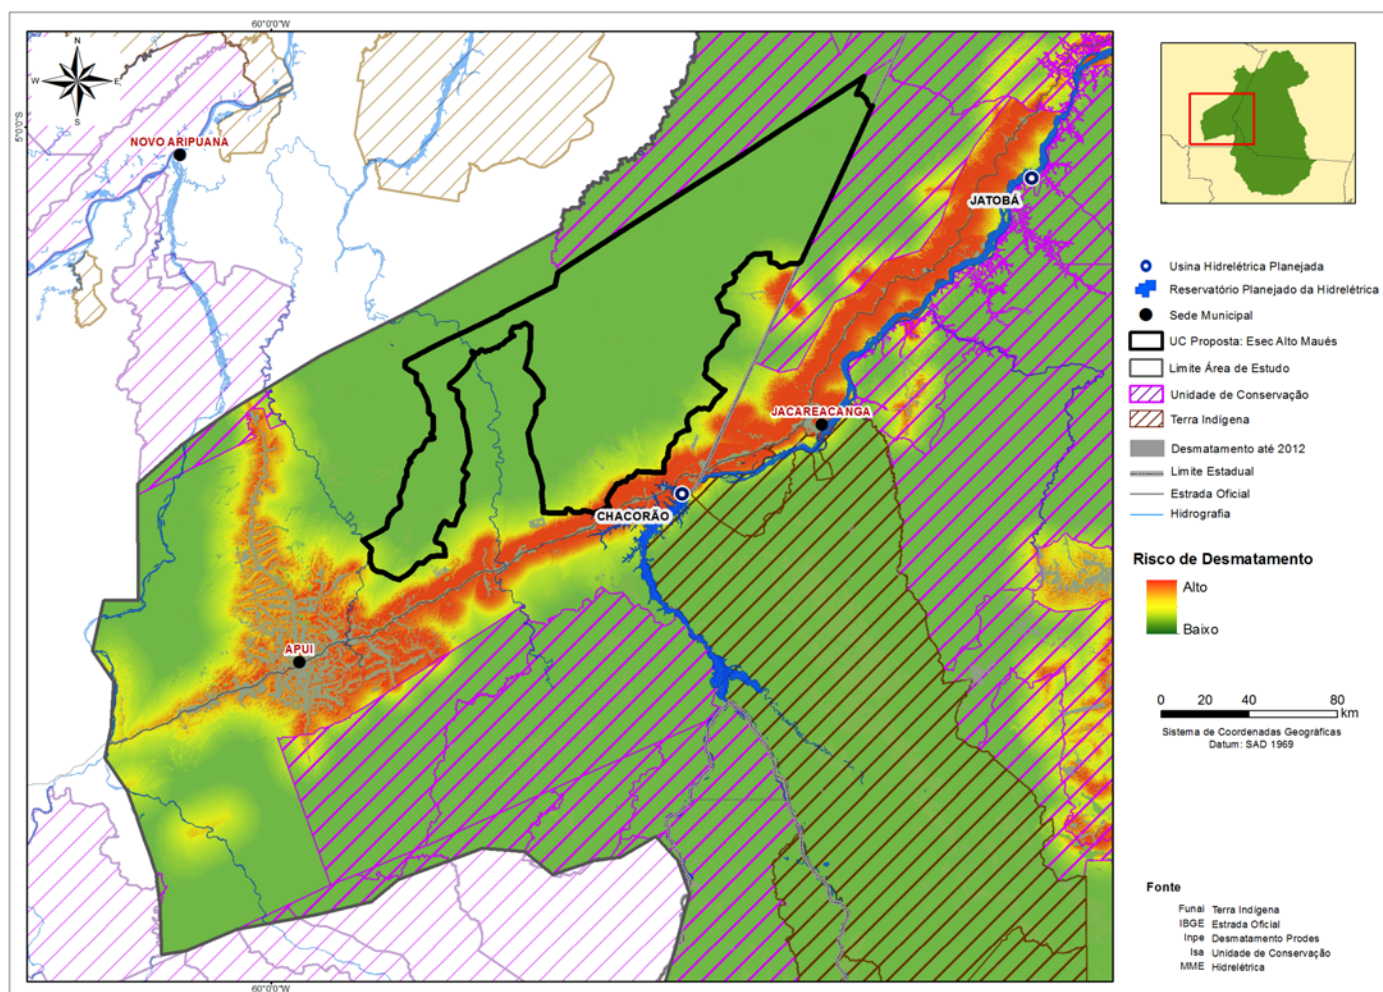 60°0'0"W
N
W
E
S
5°0'0"S
NOVO ARIPUANA
JATOBÁ
JACAREACANGA
CHACORÃO
APUI
60°0'0"W
Usina Hidrelétrica Planejada
Reservatório Planejado da Hidrelétrica
Sede Municipal
UC Proposta: Esec Alto Maués
Limite Área de Estudo
Unidade de Conservação
Terra Indígena
Desmatamento até 2012
Limite Estadual
Estrada Oficial
Hidrografia
Risco de Desmatamento
Alto
Baixo
0 20 40 80
km
Sistema de Coordenadas Geográficas
Datum: SAD 1969
Fonte
Funai Terra Indígena
IBGE Estrada Oficial
Inpe Desmatamento Prodes
Isa Unidade de Conservação
MME Hidrelétrica